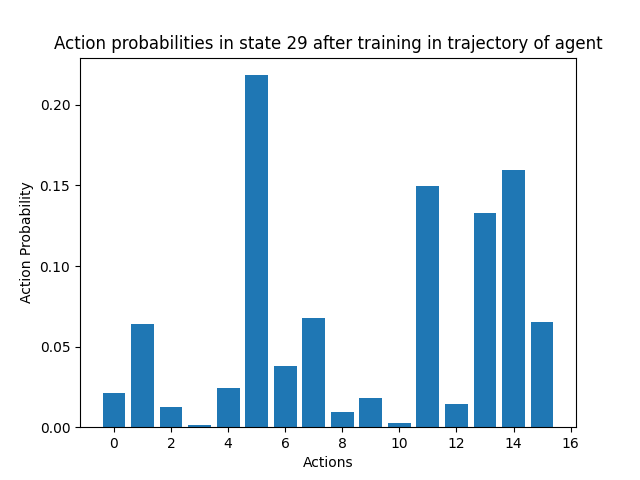 Action probabilities in state 29 after training in trajectory of agent
0.20
0.15
0.10
0.05
0.00
Action Probability
0 2 4 6 8 10 12 14 16
Actions